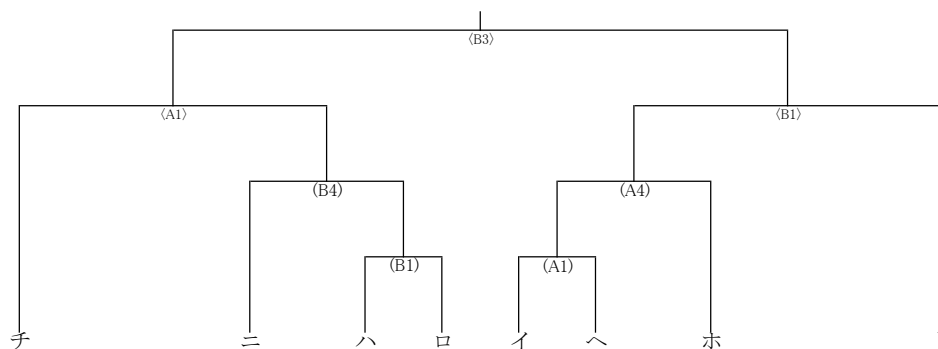 〈B3〉
〈A1〉 〈B1〉
(B4) (A4)
(B1) (A1)
チ ニ ハ ロ イ ヘ ホ